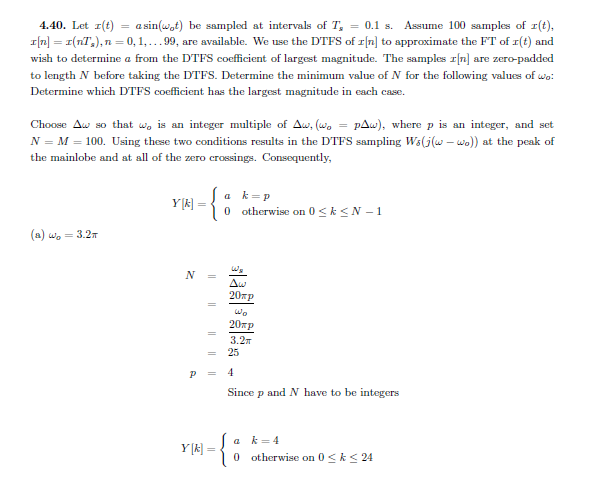 4.40. Let x(t) = a sin(ω_o t) be sampled at intervals of T_s = 0.1 s. Assume 100 samples of x(t),
x[n] = x(nT_s), n = 0, 1, . . . 99, are available. We use the DTFS of x[n] to approximate the FT of x(t) and
wish to determine a from the DTFS coefficient of largest magnitude. The samples x[n] are zero-padded
to length N before taking the DTFS. Determine the minimum value of N for the following values of ω_o:
Determine which DTFS coefficient has the largest magnitude in each case.
Choose Δω so that ω_o is an integer multiple of Δω, (ω_o = pΔω), where p is an integer, and set
N = M = 100. Using these two conditions results in the DTFS sampling W_δ(j(ω − ω_o)) at the peak of
the mainlobe and at all of the zero crossings. Consequently,
Y[k] = { a k = p
0 otherwise on 0 ≤ k ≤ N − 1
(a) ω_o = 3.2π
N = ω_s / Δω
= 20πp / ω_o
= 20πp / 3.2π
= 25
p = 4
Since p and N have to be integers
Y[k] = { a k = 4
0 otherwise on 0 ≤ k ≤ 24